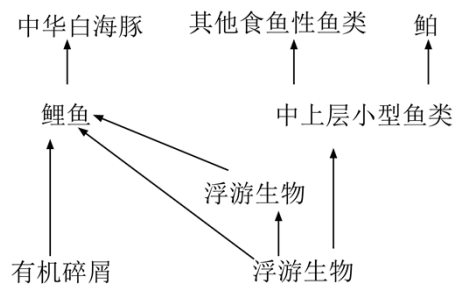 中华白海豚
其他食鱼性鱼类
鲌
鲤鱼
中上层小型鱼类
浮游生物
有机碎屑
浮游生物